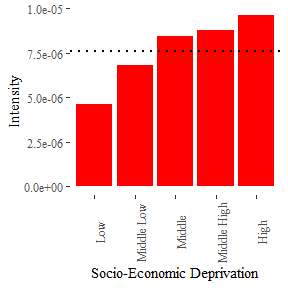 1.0e-05
7.5e-06
5.0e-06
2.5e-06
0.0e+00
Intensity
Low
Middle Low
Middle
Middle High
High
Socio-Economic Deprivation